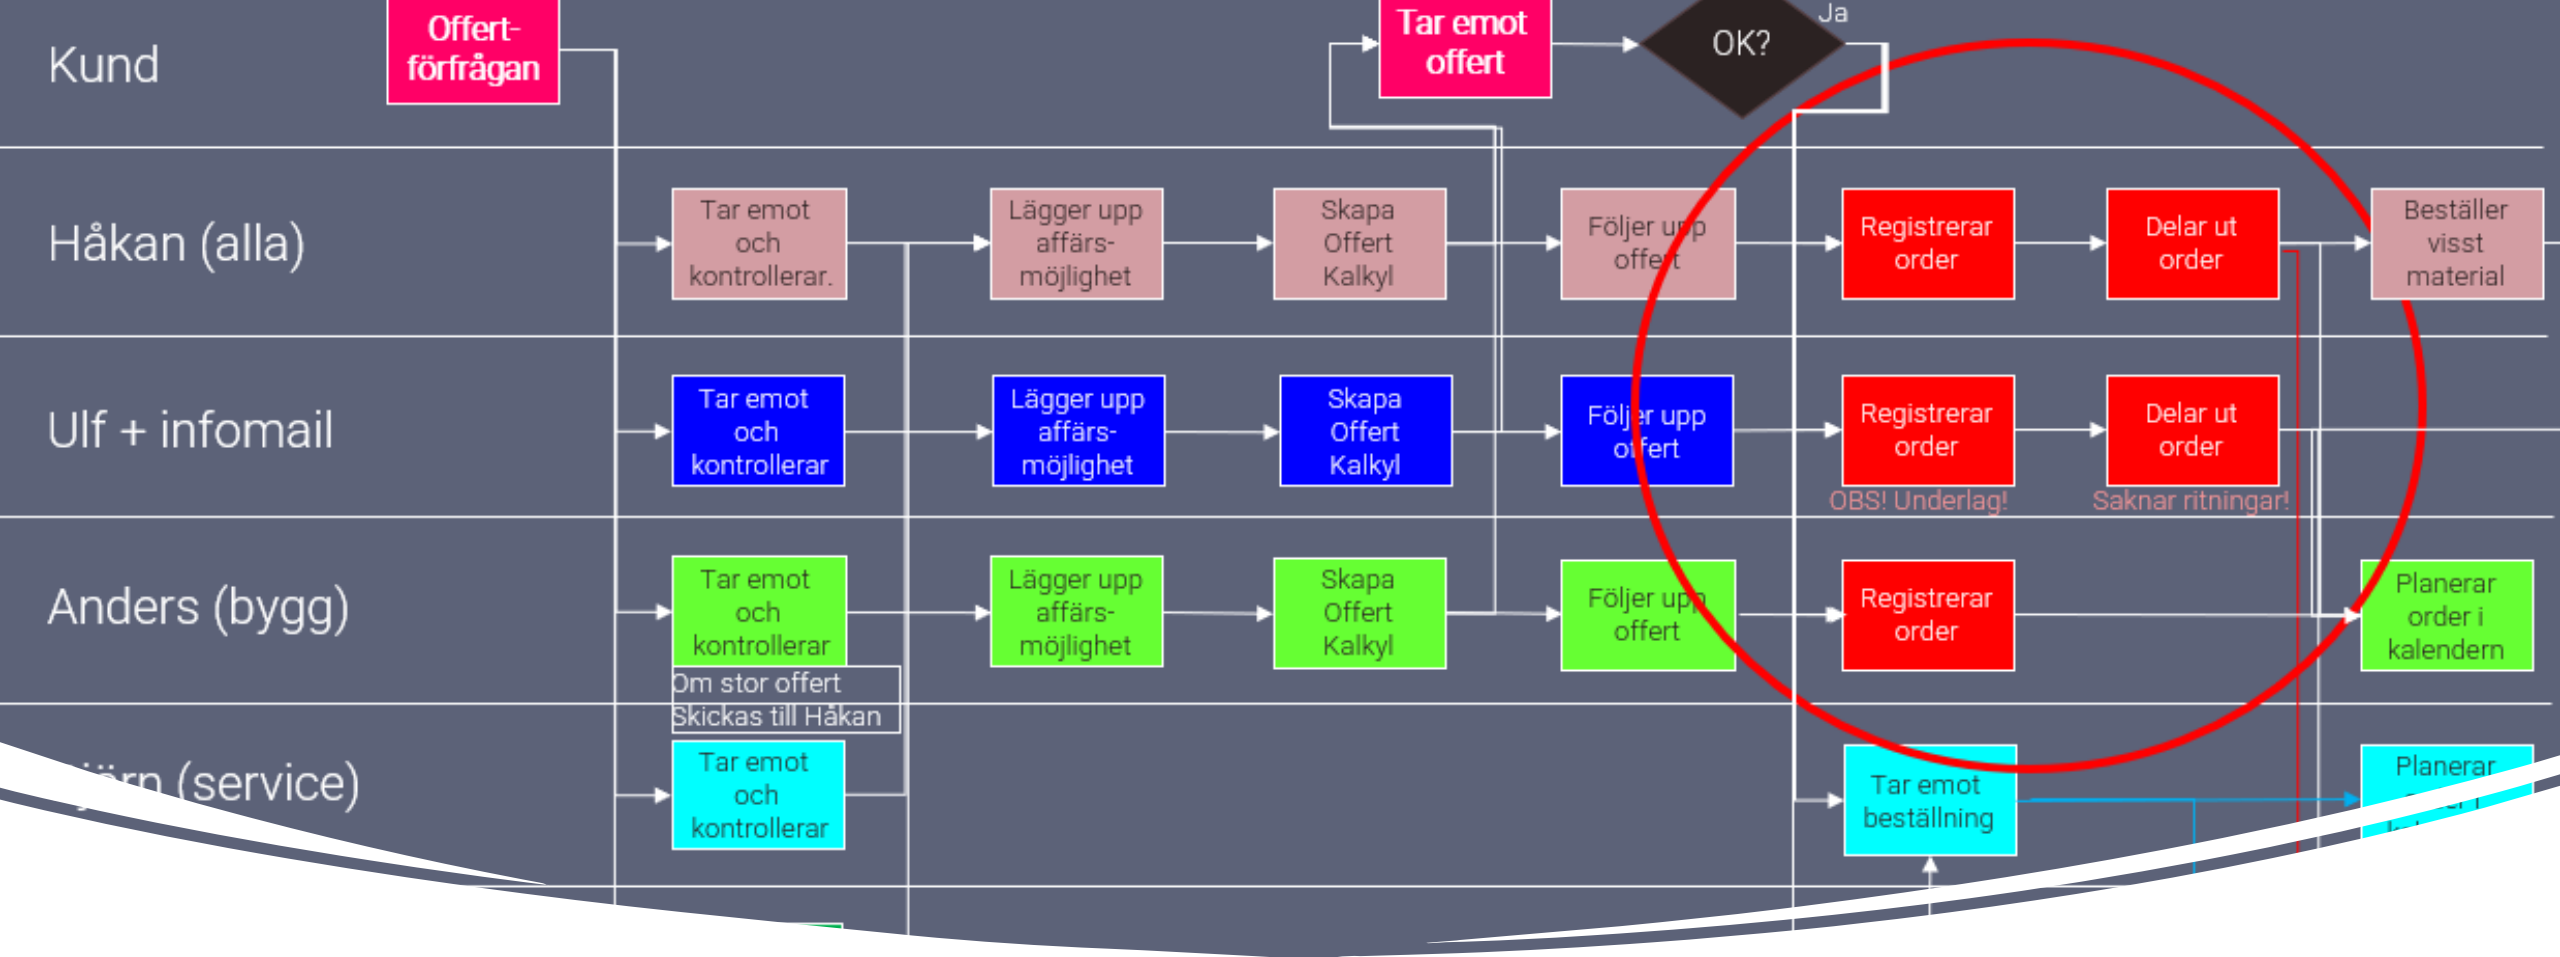 Kund
Offert-
förfrågan
Tar emot
offert
OK?
Ja
Håkan (alla)
Tar emot
och
kontrollerar.
Lägger upp
affärs-
möjlighet
Skapa
Offert
Kalkyl
Följer upp
offert
Registrerar
order
Delar ut
order
Beställer
visst
material
Ulf + infomail
Tar emot
och
kontrollerar
Lägger upp
affärs-
möjlighet
Skapa
Offert
Kalkyl
Följer upp
offert
Registrerar
order
Delar ut
order
OBS! Underlag!
Saknar ritningar!
Anders (bygg)
Tar emot
och
kontrollerar
Om stor offert
Skickas till Håkan
Lägger upp
affärs-
möjlighet
Skapa
Offert
Kalkyl
Följer upp
offert
Registrerar
order
Planerar
order i
kalendern
(service)
Tar emot
och
kontrollerar
Tar emot
beställning
Planerar